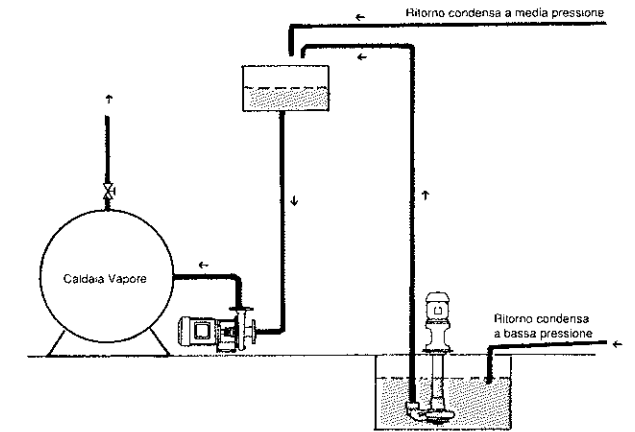 Ritorno condensa a media pressione
Caldaia Vapore
Ritorno condensa
a bassa pressione